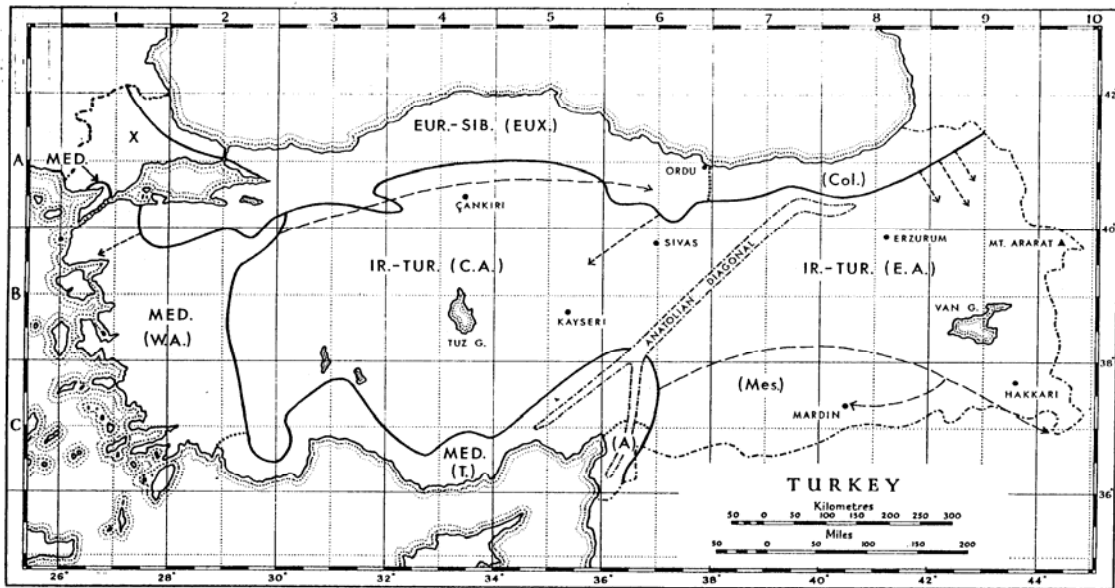 1 2 3 4 5 6 7 8 9 10
42°
EUR.-SIB. (EUX.)
X
MED.
A
ORDU
(Col.)
ÇANKIRI
40°
SIVAS
ERZURUM
MT. ARARAT
IR.-TUR. (C.A.)
ANATOLIAN DIAGONAL
IR.-TUR. (E.A.)
B
MED.
(W.A.)
KAYSERI
VAN G.
TUZ G.
38°
(Mes.)
HAKKARI
MARDIN
C
(A)
MED.
(T.)
TURKEY
36°
Kilometres
50 0 50 100 150 200 250 300
Miles
50 0 50 100 150 200
26° 28° 30° 32° 34° 36° 38° 40° 42° 44°